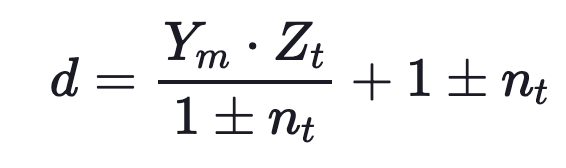 d = \frac{Y_m \cdot Z_t}{1 \pm n_t} + 1 \pm n_t